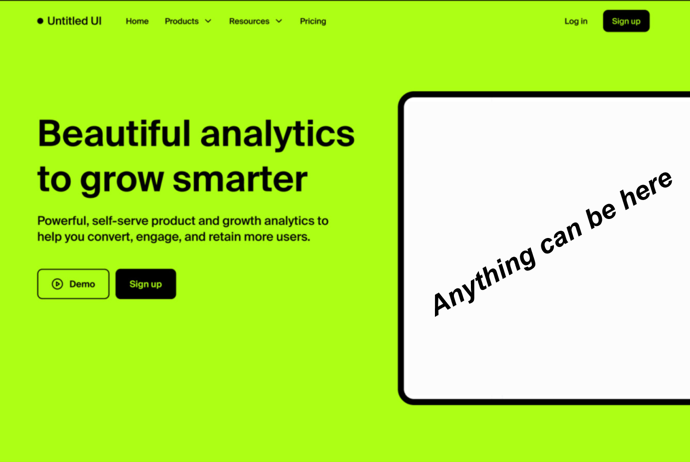 Untitled UI Home Products Resources Pricing Log in Sign up
Beautiful analytics
to grow smarter
Powerful, self-serve product and growth analytics to
help you convert, engage, and retain more users.
Demo Sign up
Anything can be here